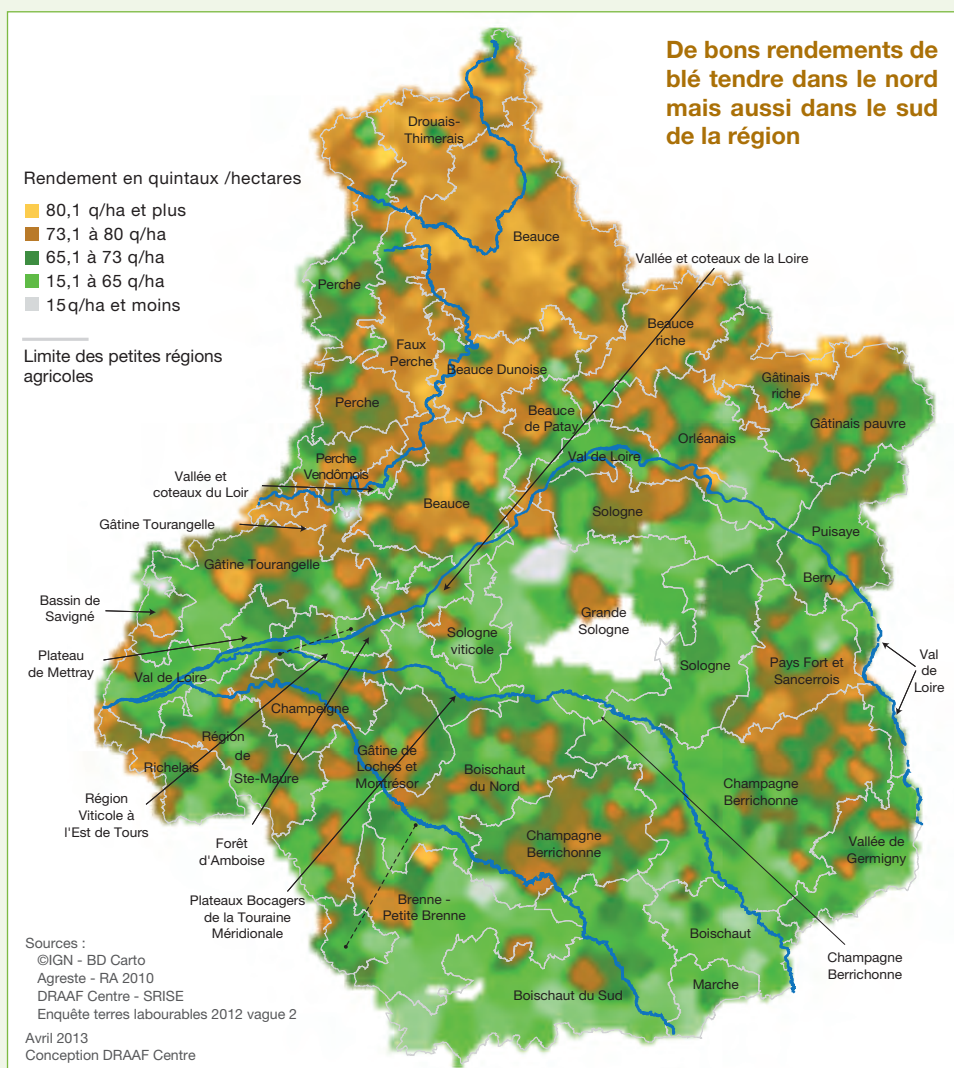 De bons rendements de
blé tendre dans le nord
mais aussi dans le sud
de la région
Rendement en quintaux /hectares
80,1 q/ha et plus
73,1 à 80 q/ha
65,1 à 73 q/ha
15,1 à 65 q/ha
15q/ha et moins
Limite des petites régions
agricoles
Drouais-
Thimerais
Beauce
Vallée et coteaux de la Loire
Perche
Faux
Perche
Beauce
riche
Beauce Dunoise
Gâtinais
riche
Perche
Beauce
de Patay
Gâtinais pauvre
Orléanais
Val de Loire
Perche
Vendômois
Vallée et
coteaux du Loir
Beauce
Sologne
Gâtine Tourangelle
Puisaye
Gâtine Tourangelle
Berry
Bassin de
Savigné
Grande
Sologne
Sologne
viticole
Plateau
de Mettray
Sologne
Pays Fort et
Sancerrois
Val
de
Loire
Val de Loire
Champeigne
Région
de
Ste-Maure
Richelais
Gâtine de
Loches et
Montrésor
Boischaut
du Nord
Champagne
Berrichonne
Région
Viticole à
l'Est de Tours
Forêt
d'Amboise
Champagne
Berrichonne
Vallée de
Germigny
Plateaux Bocagers
de la Touraine
Méridionale
Brenne -
Petite Brenne
Boischaut
Champagne
Berrichonne
Marche
Boischaut du Sud
Sources :
©IGN - BD Carto
Agreste - RA 2010
DRAAF Centre - SRISE
Enquête terres labourables 2012 vague 2
Avril 2013
Conception DRAAF Centre